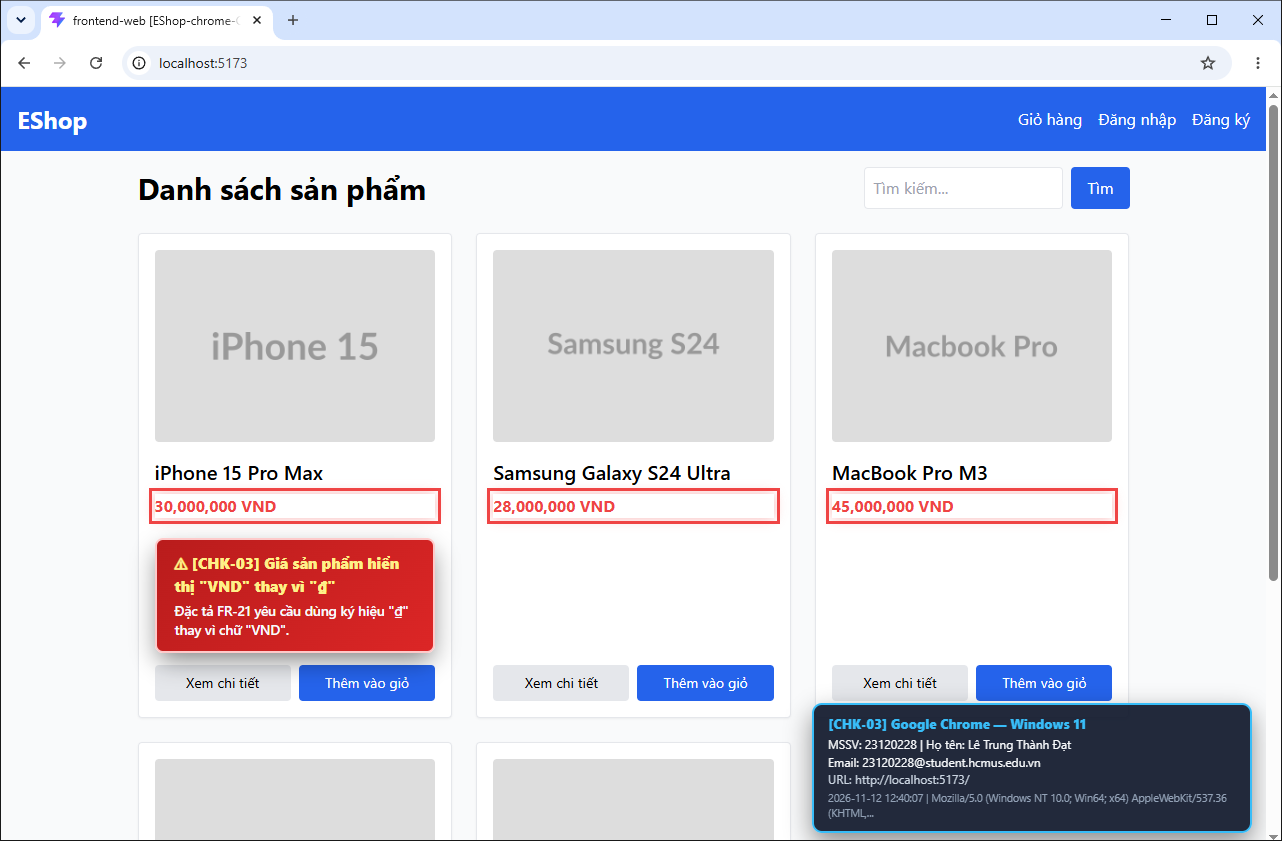 frontend-web [EShop-chrome-
localhost:5173
EShop
Giỏ hàng Đăng nhập Đăng ký
Danh sách sản phẩm
Tìm kiếm...
Tìm
iPhone 15
Samsung S24
Macbook Pro
iPhone 15 Pro Max
Samsung Galaxy S24 Ultra
MacBook Pro M3
30,000,000 VND
28,000,000 VND
45,000,000 VND
⚠ [CHK-03] Giá sản phẩm hiển
thị "VND" thay vì "₫"
Đặc tả FR-21 yêu cầu dùng ký hiệu "₫"
thay vì chữ "VND".
Xem chi tiết Thêm vào giỏ
Xem chi tiết Thêm vào giỏ
Xem chi tiết Thêm vào giỏ
[CHK-03] Google Chrome — Windows 11
MSSV: 23120228 | Họ tên: Lê Trung Thành Đạt
Email: 23120228@student.hcmus.edu.vn
URL: http://localhost:5173/
2026-11-12 12:40:07 | Mozilla/5.0 (Windows NT 10.0; Win64; x64) AppleWebKit/537.36
(KHTML,...